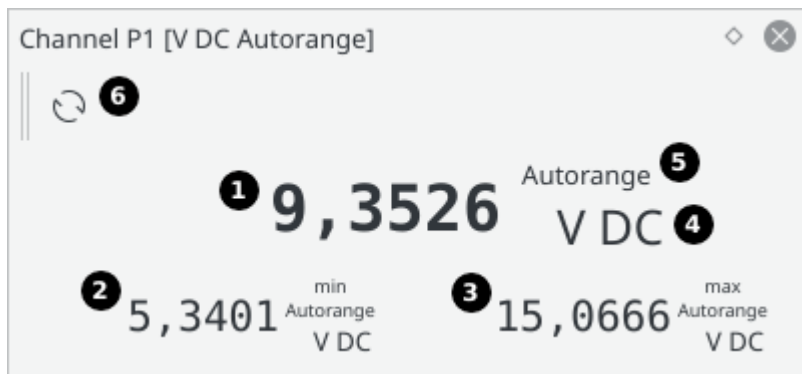 Channel P1 [V DC Autorange]
6
1 9,3526 Autorange 5
V DC 4
2 5,3401 min Autorange V DC
3 15,0666 max Autorange V DC